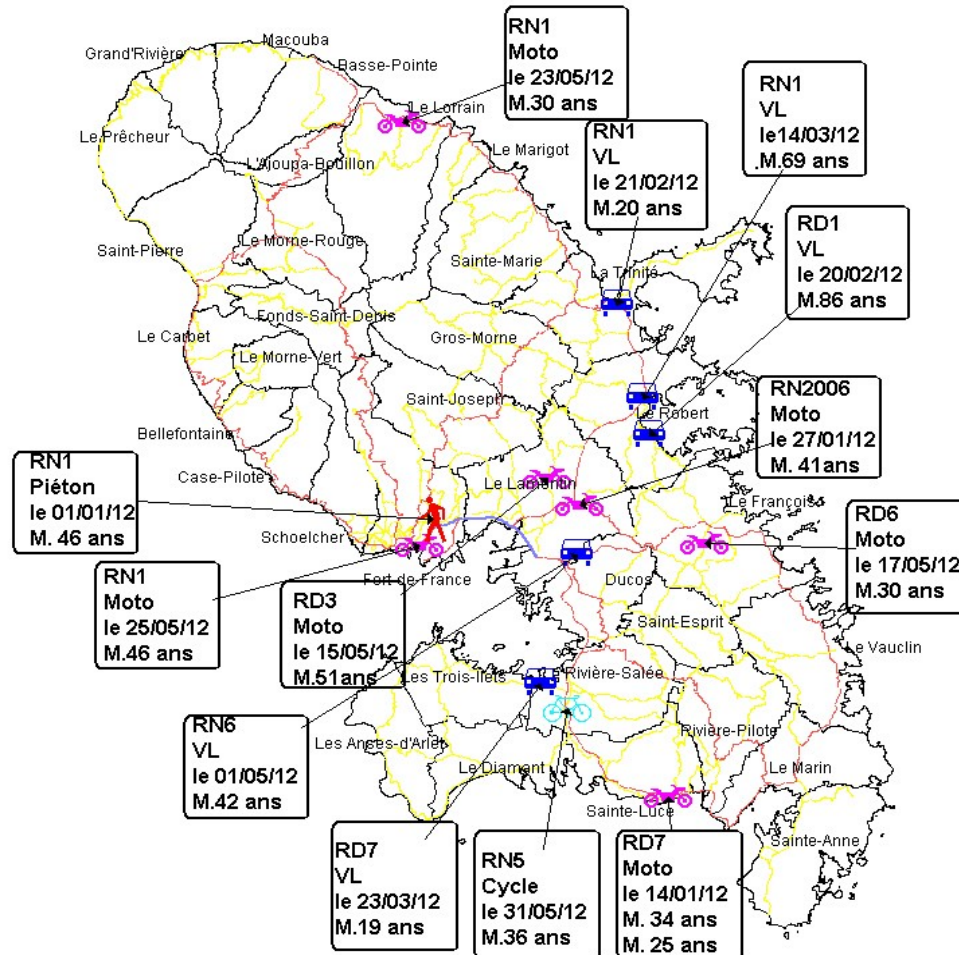 Macouba
Grand'Rivière
Basse-Pointe
RN1
Moto
le 23/05/12
M.30 ans
Le Lorrain
Le Prêcheur
L'Ajoupa-Bouillon
Le Marigot
RN1
VL
le 21/02/12
M.20 ans
RN1
VL
le14/03/12
M.69 ans
Saint-Pierre
Le Morne-Rouge
Sainte-Marie
La Trinité
RD1
VL
le 20/02/12
M.86 ans
Le Carbet
Fonds-Saint-Denis
Gros-Morne
Le Morne-Vert
Saint-Joseph
Le Robert
RN2006
Moto
le 27/01/12
M. 41ans
Bellefontaine
Case-Pilote
Le Lamentin
Le François
RN1
Piéton
le 01/01/12
M. 46 ans
Schoelcher
Fort-de-France
Ducos
RD6
Moto
le 17/05/12
M.30 ans
RN1
Moto
le 25/05/12
M.46 ans
RD3
Moto
le 15/05/12
M.51ans
Saint-Esprit
Le Vauclin
Les Trois-Ilets
Rivière-Salée
RN6
VL
le 01/05/12
M.42 ans
Les Anses-d'Arlet
Le Diamant
Rivière-Pilote
Le Marin
Sainte-Luce
Sainte-Anne
RD7
VL
le 23/03/12
M.19 ans
RN5
Cycle
le 31/05/12
M.36 ans
RD7
Moto
le 14/01/12
M. 34 ans
M. 25 ans